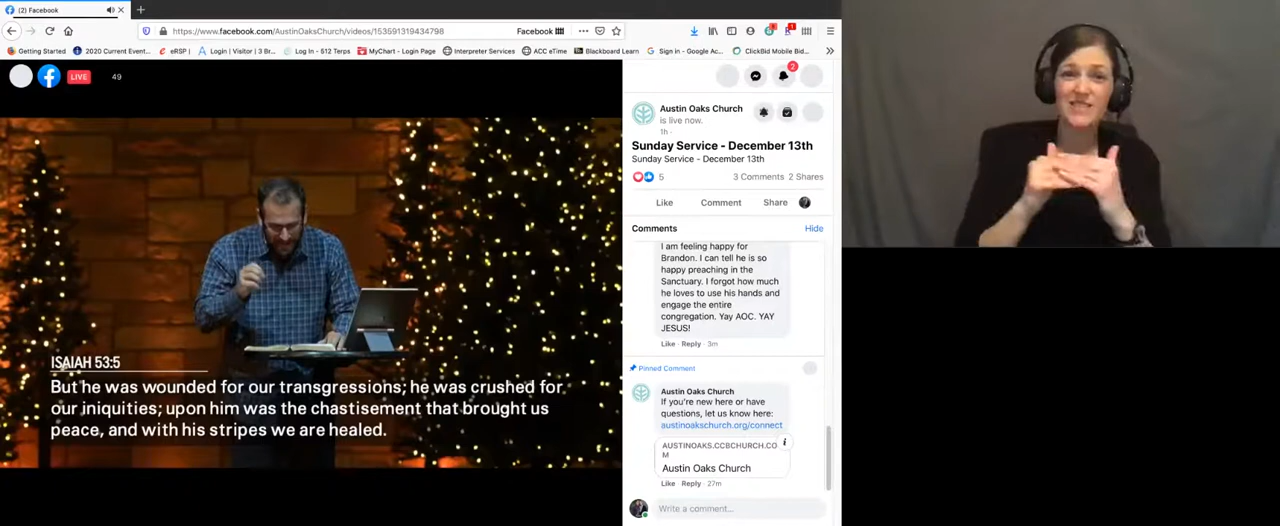 (2) Facebook
https://www.facebook.com/AustinOaksChurch/videos/153591319434798
Facebook
Getting Started
2020 Current Event...
eRSP |
Login | Visitor | 3 Br...
Log In - 512 Terps
MyChart - Login Page
Interpreter Services
ACC eTime
Blackboard Learn
Sign in - Google Ac...
ClickBid Mobile Bid...
LIVE
49
2
Austin Oaks Church
is live now.
1h ·
Sunday Service - December 13th
Sunday Service - December 13th
5
3 Comments 2 Shares
Like
Comment
Share
Comments
Hide
I am feeling happy for
Brandon. I can tell he is so
happy preaching in the
Sanctuary. I forgot how much
he loves to use his hands and
engage the entire
congregation. Yay AOC. YAY
JESUS!
Like · Reply · 3m
Pinned Comment
Austin Oaks Church
If you're new here or have
questions, let us know here:
austinoakschurch.org/connect
AUSTINOAKS.CCBCHURCH.CO
M
Austin Oaks Church
Like · Reply · 27m
Write a comment...
ISAIAH 53:5
But he was wounded for our transgressions; he was crushed for
our iniquities; upon him was the chastisement that brought us
peace, and with his stripes we are healed.